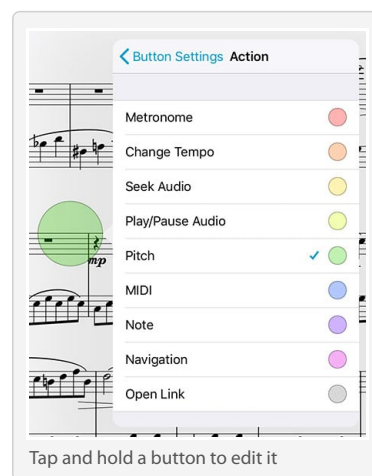 Button Settings Action
Metronome
Change Tempo
Seek Audio
Play/Pause Audio
Pitch
mp
MIDI
Note
Navigation
Open Link
Tap and hold a button to edit it